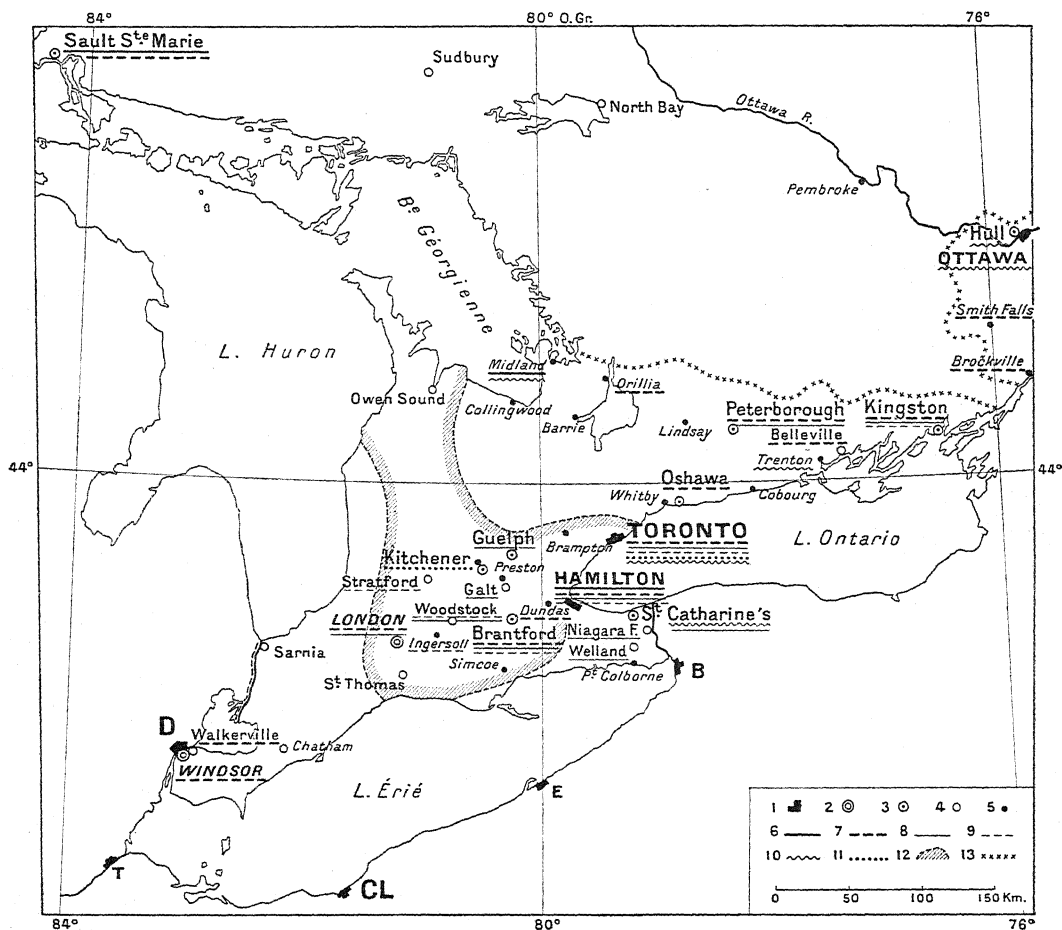 84° 80° O.Gr. 76°
Sault Ste Marie
Sudbury
North Bay
Ottawa R.
Pembroke
Hull
OTTAWA
Be Géorgienne
Smith Falls
L. Huron
Midland
Brockville
Owen Sound
Orillia
Collingwood
Peterborough
Kingston
Barrie
Lindsay
Belleville
Trenton
44° 44°
Oshawa
Whitby
Cobourg
Guelph
Brampton
TORONTO
L. Ontario
Kitchener
Preston
Stratford
Galt
HAMILTON
Woodstock
Dundas
St Catharine's
LONDON
Ingersoll
Brantford
Niagara F.
Sarnia
Welland
Simcoe
B
St Thomas
Pt Colborne
D
Walkerville
Chatham
WINDSOR
L. Érié
E
T
CL
1 2 3 4 5
6 7 8 9
10 11 12 13
0 50 100 150 Km.
84° 80° 76°